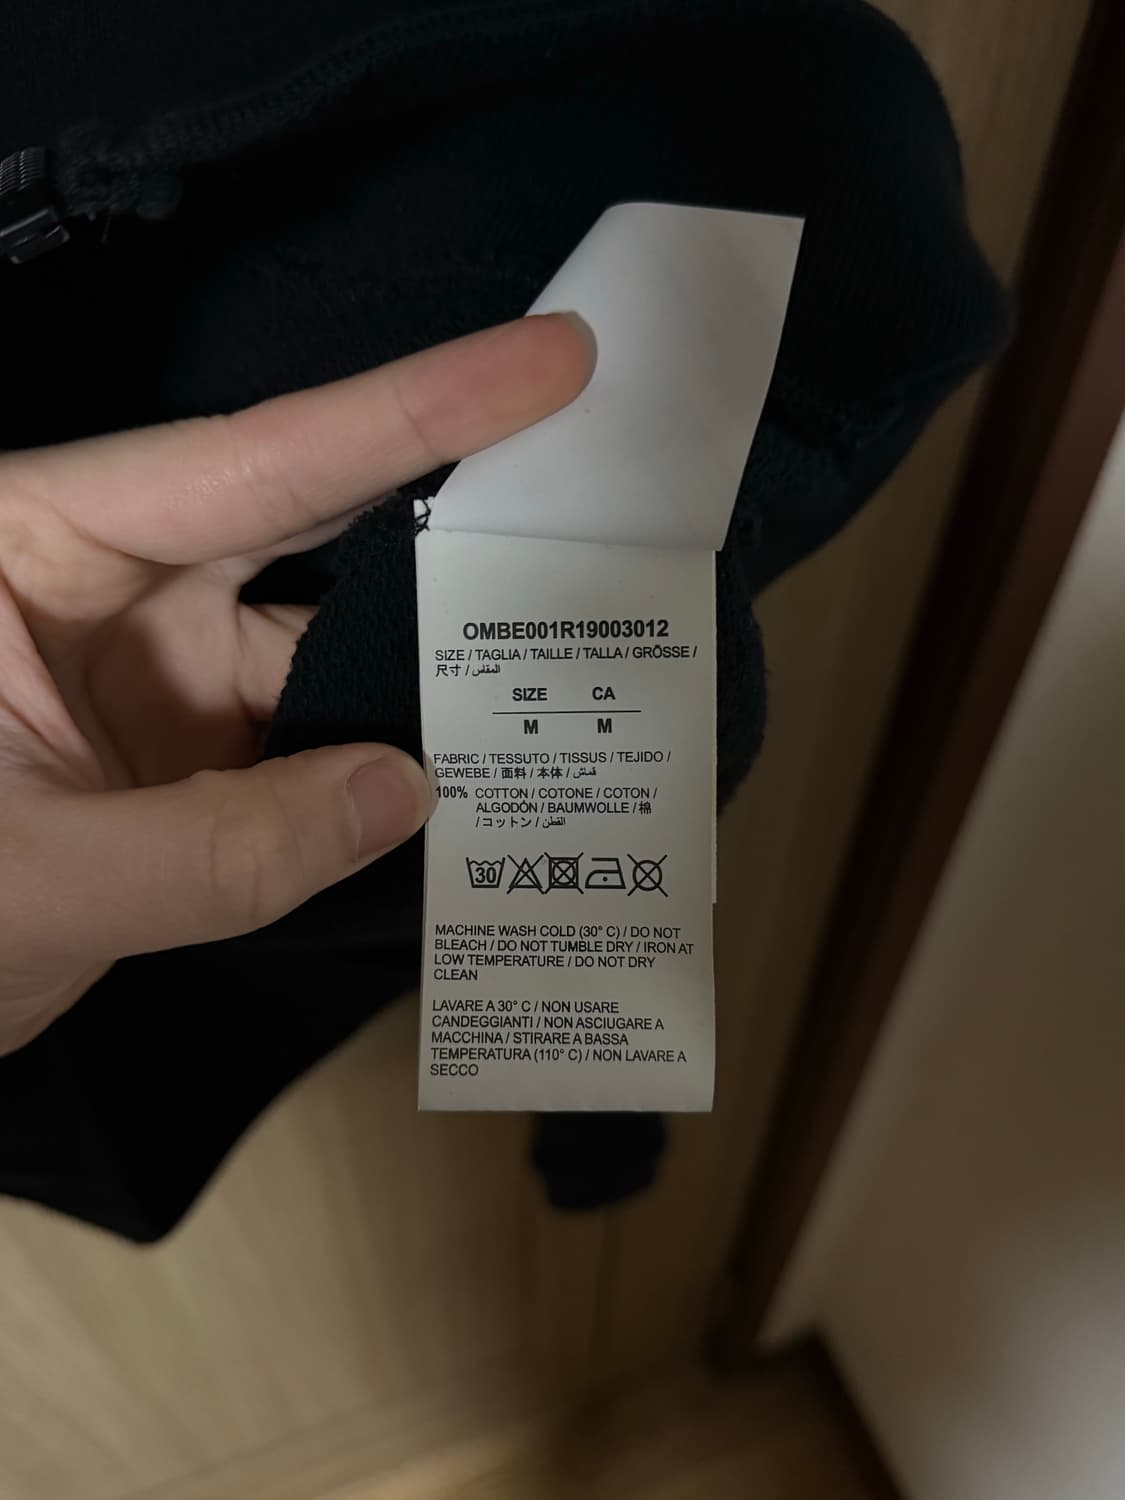 OMBE001R19003012
SIZE / TAGLIA / TAILLE / TALLA / GRÖSSE /
尺寸 / المقاس
SIZE CA
M M
FABRIC / TESSUTO / TISSUS / TEJIDO /
GEWEBE / 面料 / 本体 / قماش
100% COTTON / COTONE / COTON /
ALGODÓN / BAUMWOLLE / 棉
/ コットン / القطن
30
MACHINE WASH COLD (30° C) / DO NOT
BLEACH / DO NOT TUMBLE DRY / IRON AT
LOW TEMPERATURE / DO NOT DRY
CLEAN
LAVARE A 30° C / NON USARE
CANDEGGIANTI / NON ASCIUGARE A
MACCHINA / STIRARE A BASSA
TEMPERATURA (110° C) / NON LAVARE A
SECCO